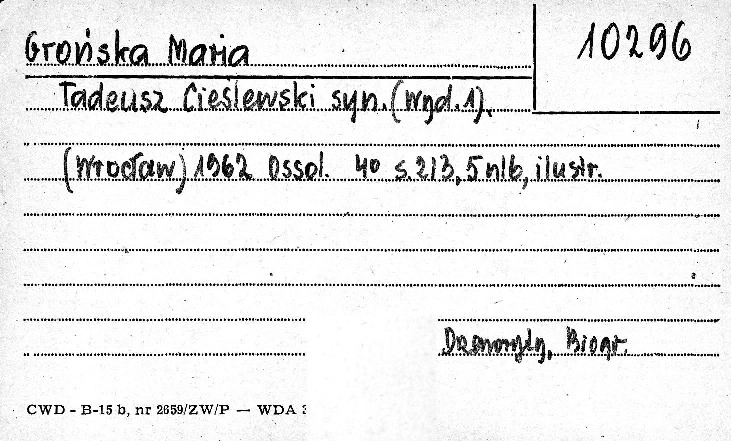 Grońska Maria
10296
Tadeusz Cieślewski syn. (Wyd. 1).
(Wrocław) 1962 Ossol. 4o s. 213, 5 nlb, ilustr.
Drzeworyty, Biogr.
CWD - B-15 b, nr 2659/ZW/P — WDA